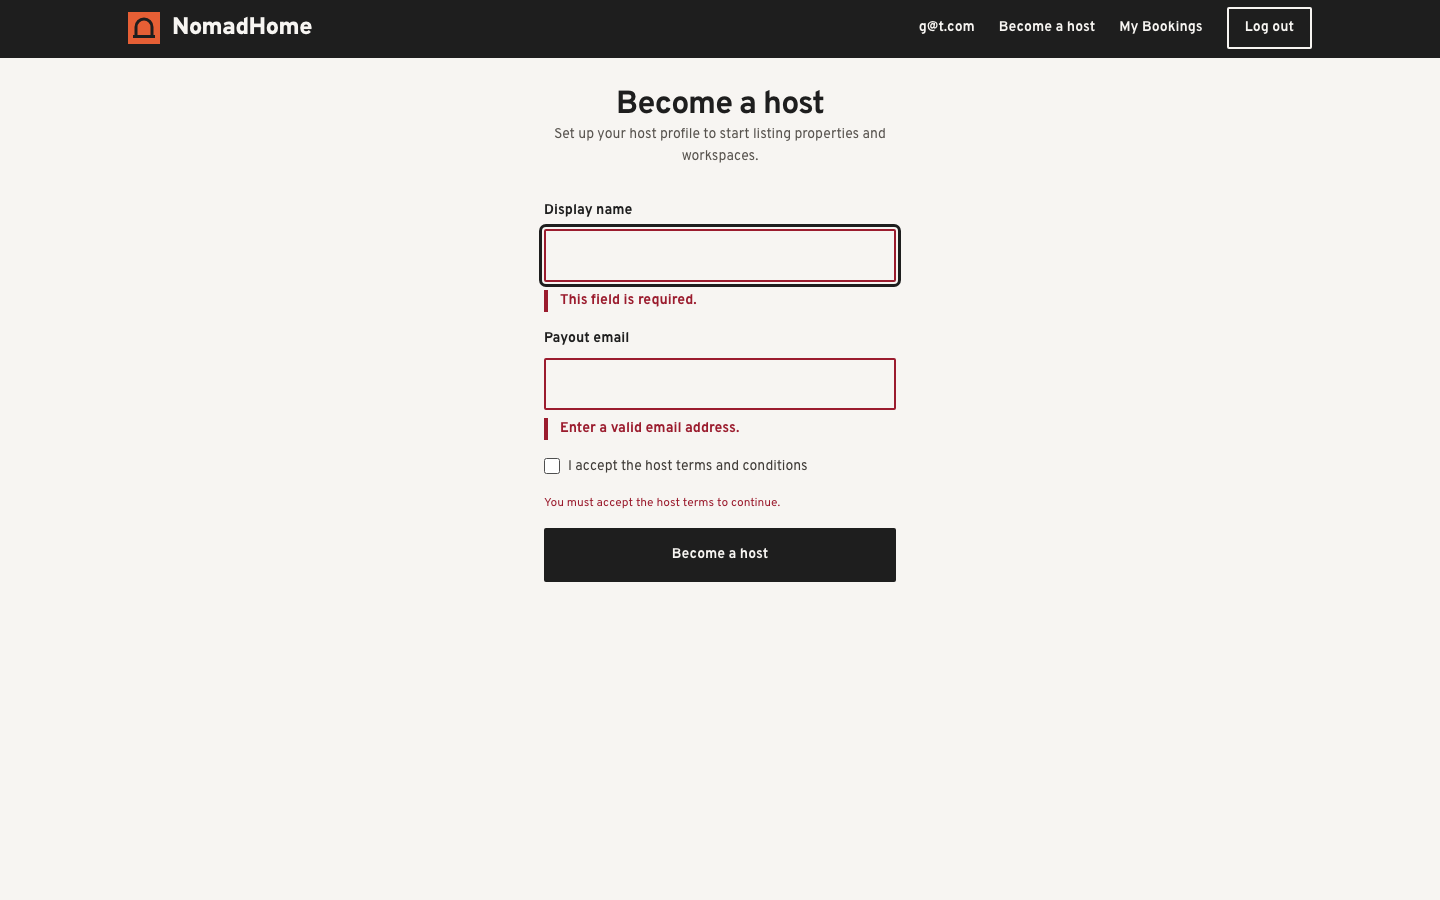 NomadHome
g@t.com
Become a host
My Bookings
Log out
Become a host
Set up your host profile to start listing properties and
workspaces.
Display name
This field is required.
Payout email
Enter a valid email address.
I accept the host terms and conditions
You must accept the host terms to continue.
Become a host